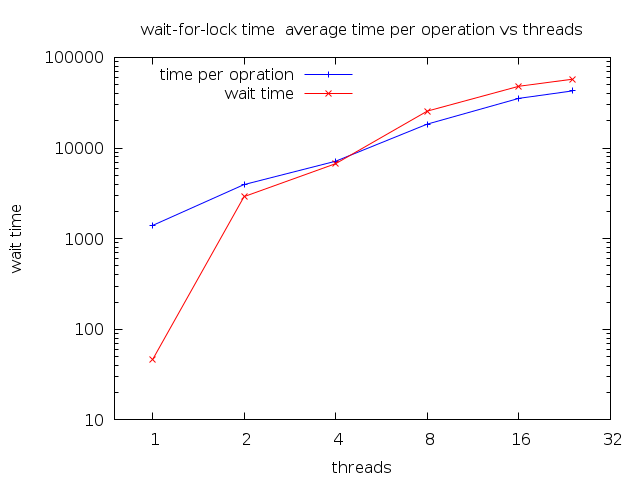 wait-for-lock time  average time per operation vs threads
100000
10000
1000
100
10
wait time
time per opration
wait time
1 2 4 8 16 32
threads